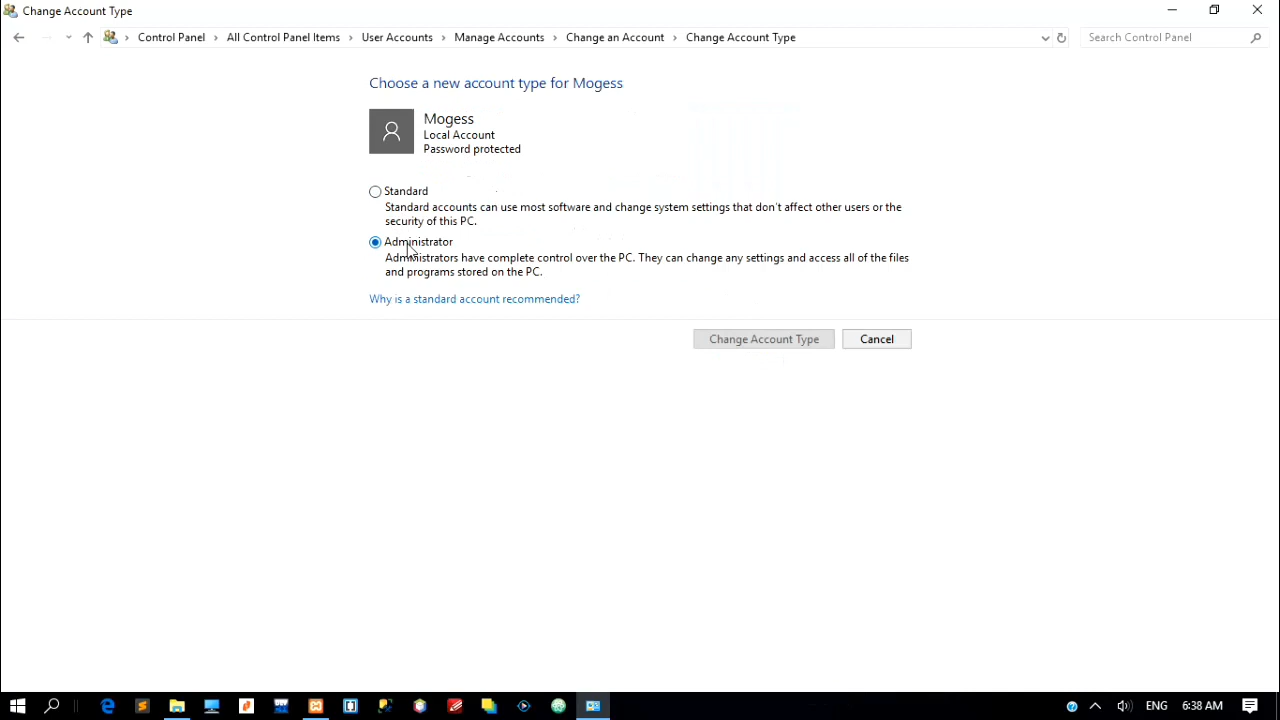 Change Account Type
Control Panel › All Control Panel Items › User Accounts › Manage Accounts › Change an Account › Change Account Type
Search Control Panel
Choose a new account type for Mogess
Mogess
Local Account
Password protected
Standard
Standard accounts can use most software and change system settings that don't affect other users or the
security of this PC.
Administrator
Administrators have complete control over the PC. They can change any settings and access all of the files
and programs stored on the PC.
Why is a standard account recommended?
Change Account Type
Cancel
ENG
6:38 AM